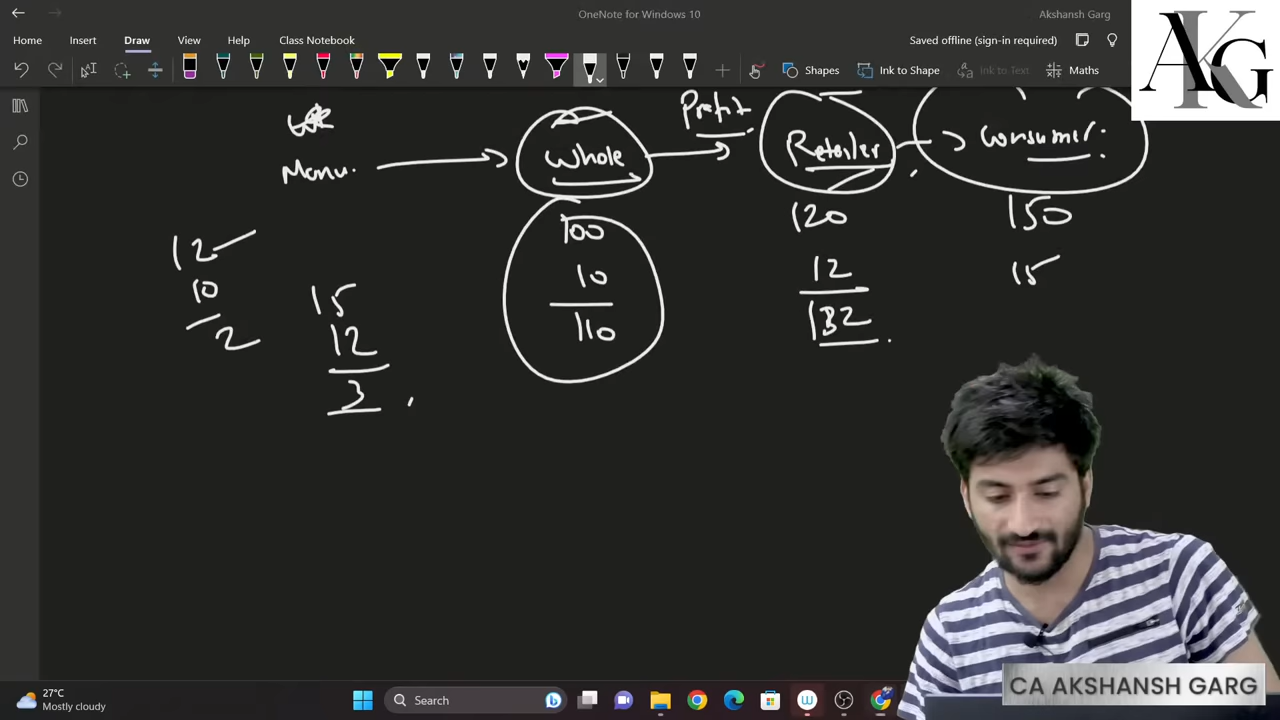 OneNote for Windows 10
Akshansh Garg
Home Insert Draw View Help Class Notebook
Saved offline (sign-in required)
Shapes
Ink to Shape
Ink to Text
Maths
AKG
Profit
Manu.
Whole
Retailer
Consumer
100
10
110
120
12
132
150
15
12
10
2
15
12
3
CA AKSHANSH GARG
27°C
Mostly cloudy
Search